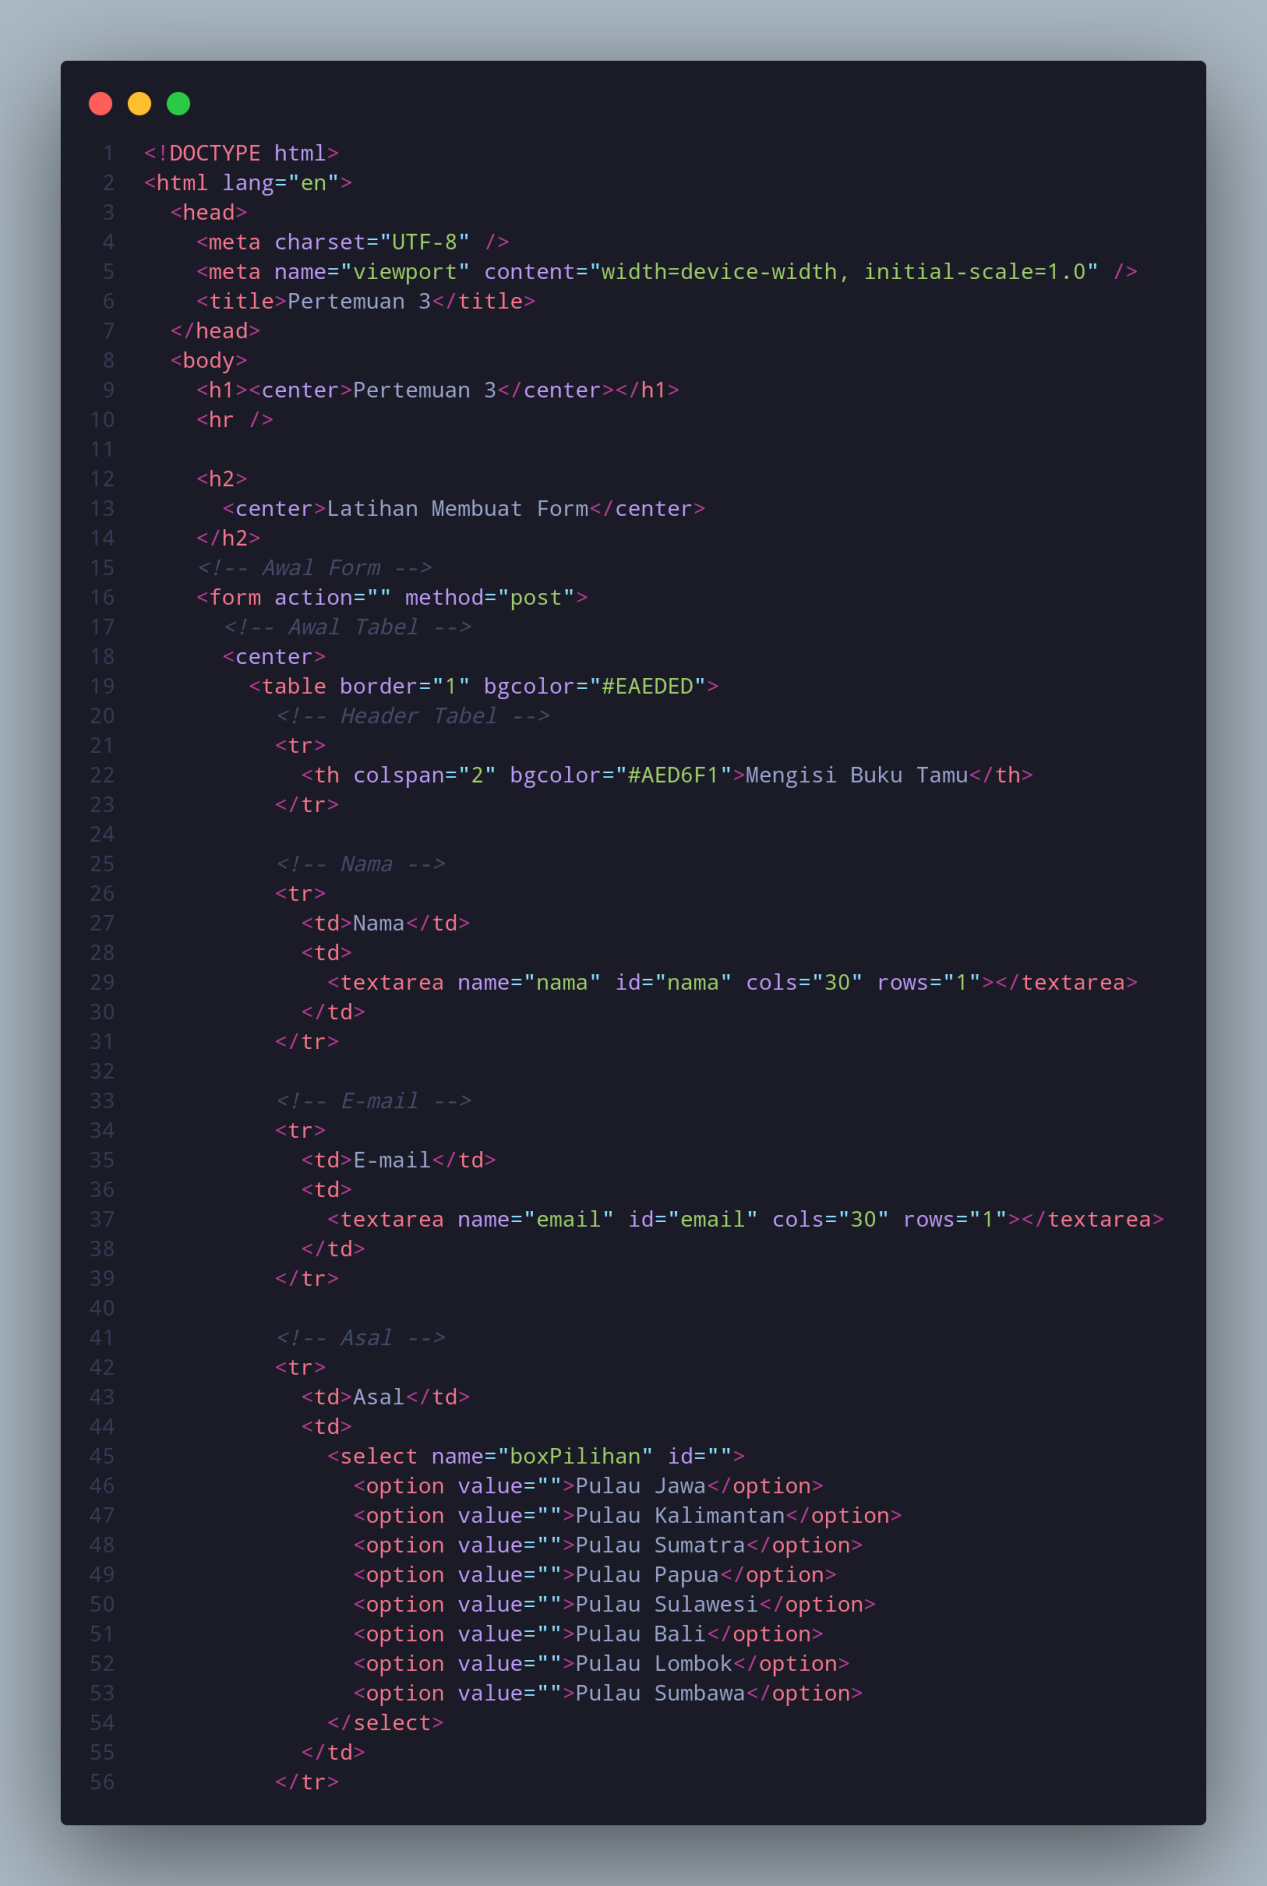 1 <!DOCTYPE html>
2 <html lang="en">
3   <head>
4     <meta charset="UTF-8" />
5     <meta name="viewport" content="width=device-width, initial-scale=1.0" />
6     <title>Pertemuan 3</title>
7   </head>
8   <body>
9     <h1><center>Pertemuan 3</center></h1>
10     <hr />
11
12     <h2>
13       <center>Latihan Membuat Form</center>
14     </h2>
15     <!-- Awal Form -->
16     <form action="" method="post">
17       <!-- Awal Tabel -->
18       <center>
19         <table border="1" bgcolor="#EAEDED">
20           <!-- Header Tabel -->
21           <tr>
22             <th colspan="2" bgcolor="#AED6F1">Mengisi Buku Tamu</th>
23           </tr>
24
25           <!-- Nama -->
26           <tr>
27             <td>Nama</td>
28             <td>
29               <textarea name="nama" id="nama" cols="30" rows="1"></textarea>
30             </td>
31           </tr>
32
33           <!-- E-mail -->
34           <tr>
35             <td>E-mail</td>
36             <td>
37               <textarea name="email" id="email" cols="30" rows="1"></textarea>
38             </td>
39           </tr>
40
41           <!-- Asal -->
42           <tr>
43             <td>Asal</td>
44             <td>
45               <select name="boxPilihan" id="">
46                 <option value="">Pulau Jawa</option>
47                 <option value="">Pulau Kalimantan</option>
48                 <option value="">Pulau Sumatra</option>
49                 <option value="">Pulau Papua</option>
50                 <option value="">Pulau Sulawesi</option>
51                 <option value="">Pulau Bali</option>
52                 <option value="">Pulau Lombok</option>
53                 <option value="">Pulau Sumbawa</option>
54               </select>
55             </td>
56           </tr>